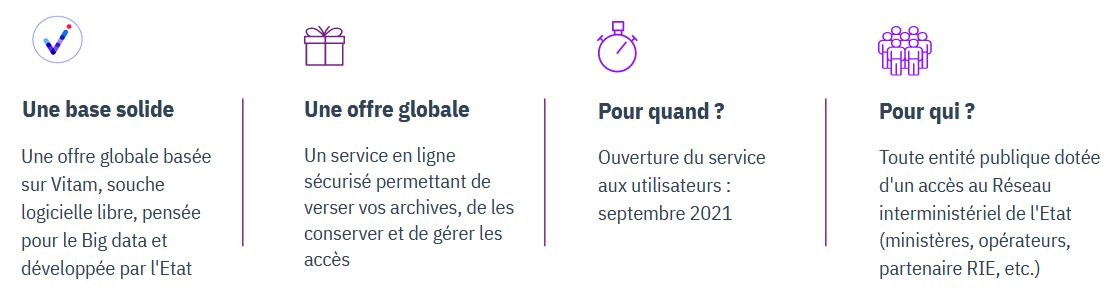 Une base solide
Une offre globale basée
sur Vitam, souche
logicielle libre, pensée
pour le Big data et
développée par l'Etat
Une offre globale
Un service en ligne
sécurisé permettant de
verser vos archives, de les
conserver et de gérer les
accès
Pour quand ?
Ouverture du service
aux utilisateurs :
septembre 2021
Pour qui ?
Toute entité publique dotée
d'un accès au Réseau
interministériel de l'Etat
(ministères, opérateurs,
partenaire RIE, etc.)